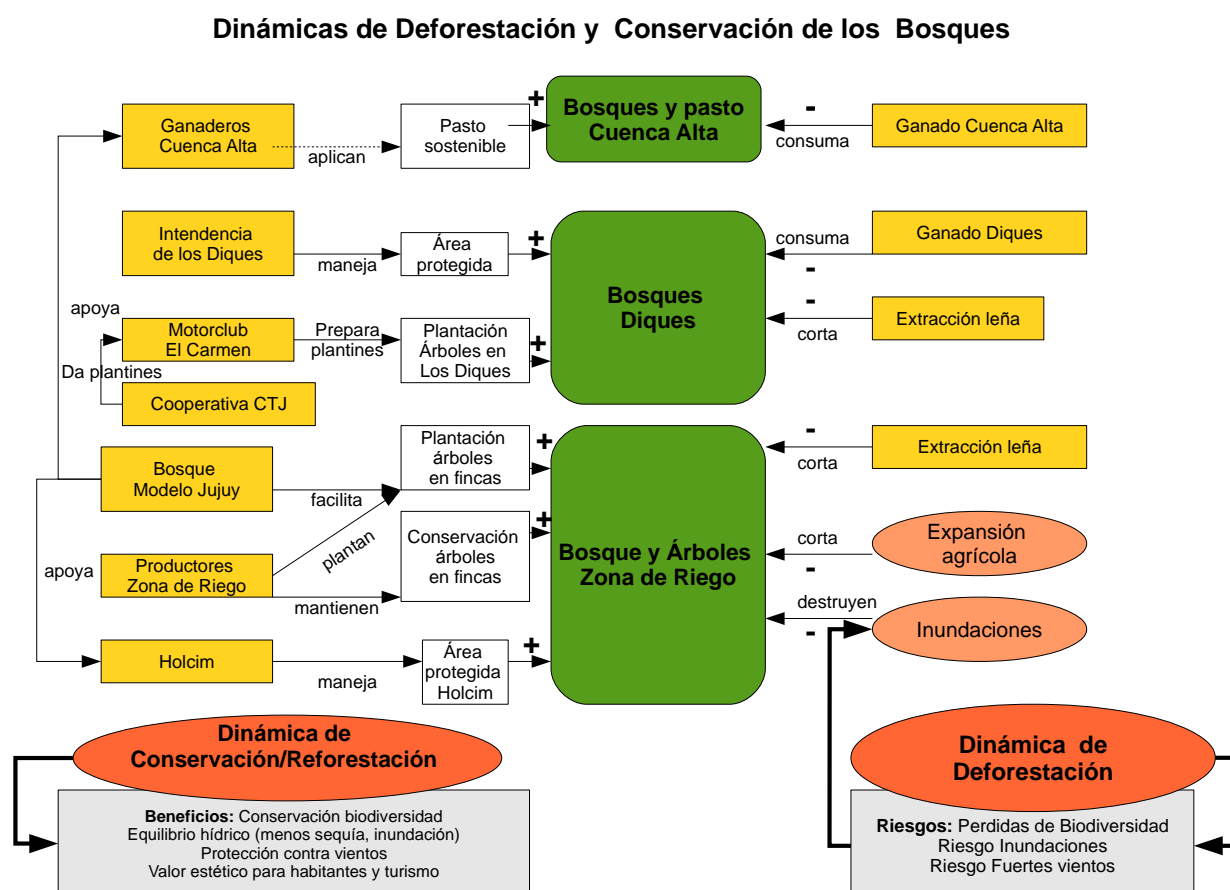 Dinámicas de Deforestación y Conservación de los Bosques
Ganaderos
Cuenca Alta
aplican
Pasto
sostenible
+
Bosques y pasto
Cuenca Alta
-
consuma
Ganado Cuenca Alta
Intendencia
de los Diques
maneja
Área
protegida
+
Bosques
Diques
consuma
-
Ganado Diques
apoya
Motorclub
El Carmen
Prepara
plantines
Plantación
Árboles en
Los Diques
+
-
corta
Extracción leña
Da plantines
Cooperativa CTJ
Bosque
Modelo Jujuy
facilita
Plantación
árboles
en fincas
+
Bosque y Árboles
Zona de Riego
-
corta
Extracción leña
plantan
Conservación
árboles
en fincas
+
corta
-
Expansión
agrícola
apoya
Productores
Zona de Riego
mantienen
destruyen
-
Inundaciones
Holcim
maneja
Área
protegida
Holcim
+
Dinámica de
Conservación/Reforestación
Beneficios: Conservación biodiversidad
Equilibrio hídrico (menos sequía, inundación)
Protección contra vientos
Valor estético para habitantes y turismo
Dinámica de
Deforestación
Riesgos: Perdidas de Biodiversidad
Riesgo Inundaciones
Riesgo Fuertes vientos